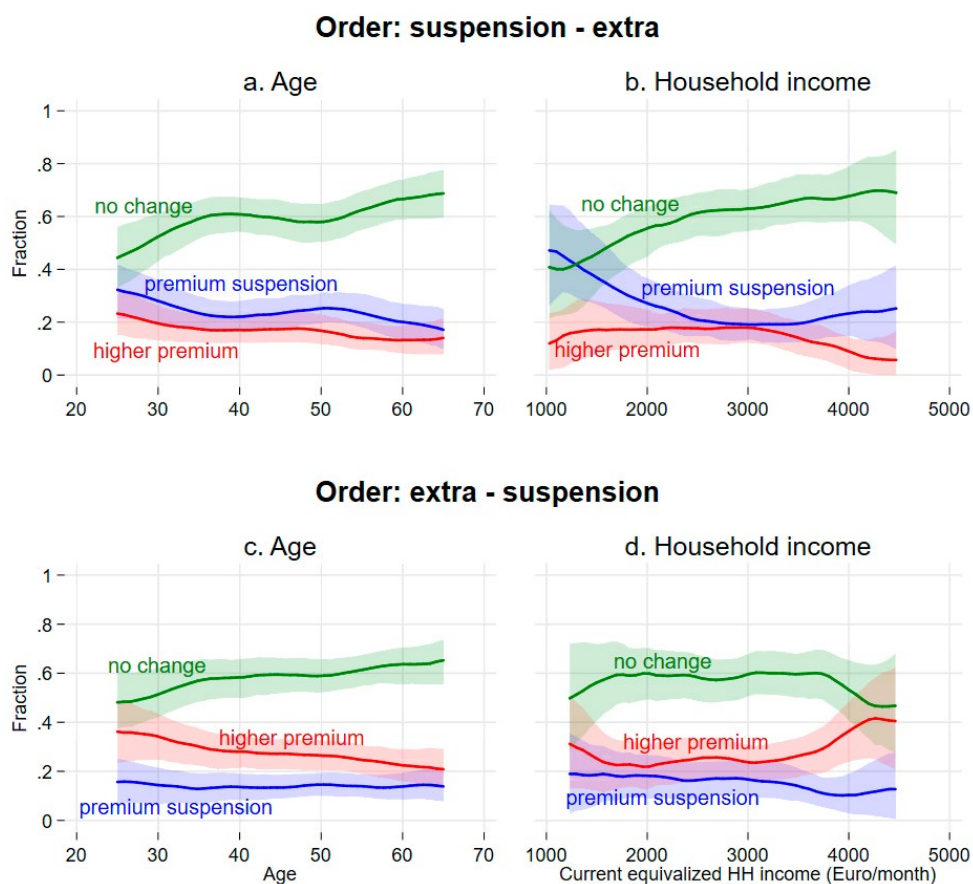 Order: suspension - extra
a. Age
b. Household income
Fraction
1
.8
.6
.4
.2
0
no change
premium suspension
higher premium
20 30 40 50 60 70
no change
premium suspension
higher premium
1000 2000 3000 4000 5000
Order: extra - suspension
c. Age
d. Household income
Fraction
1
.8
.6
.4
.2
0
no change
higher premium
premium suspension
20 30 40 50 60 70
Age
no change
higher premium
premium suspension
1000 2000 3000 4000 5000
Current equivalized HH income (Euro/month)